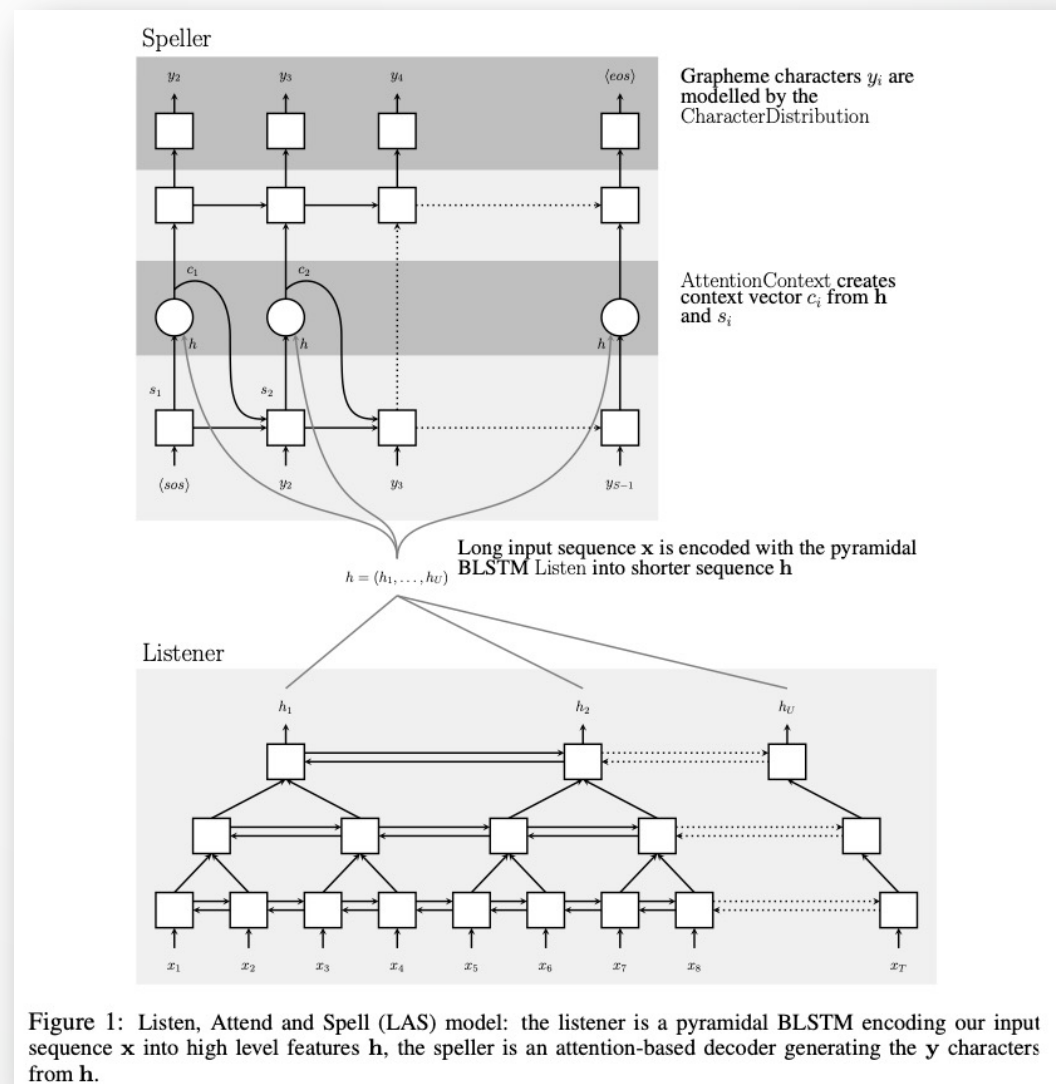 Speller
y₂ y₃ y₄ ⟨eos⟩
Grapheme characters yᵢ are
modelled by the
CharacterDistribution
c₁ c₂
AttentionContext creates
context vector cᵢ from h
and sᵢ
h h h
s₁ s₂
⟨sos⟩ y₂ y₃ y_{S−1}
Long input sequence x is encoded with the pyramidal
BLSTM Listen into shorter sequence h
h = (h₁, . . . , h_U)
Listener
h₁ h₂ h_U
x₁ x₂ x₃ x₄ x₅ x₆ x₇ x₈ x_T
Figure 1: Listen, Attend and Spell (LAS) model: the listener is a pyramidal BLSTM encoding our input
sequence x into high level features h, the speller is an attention-based decoder generating the y characters
from h.